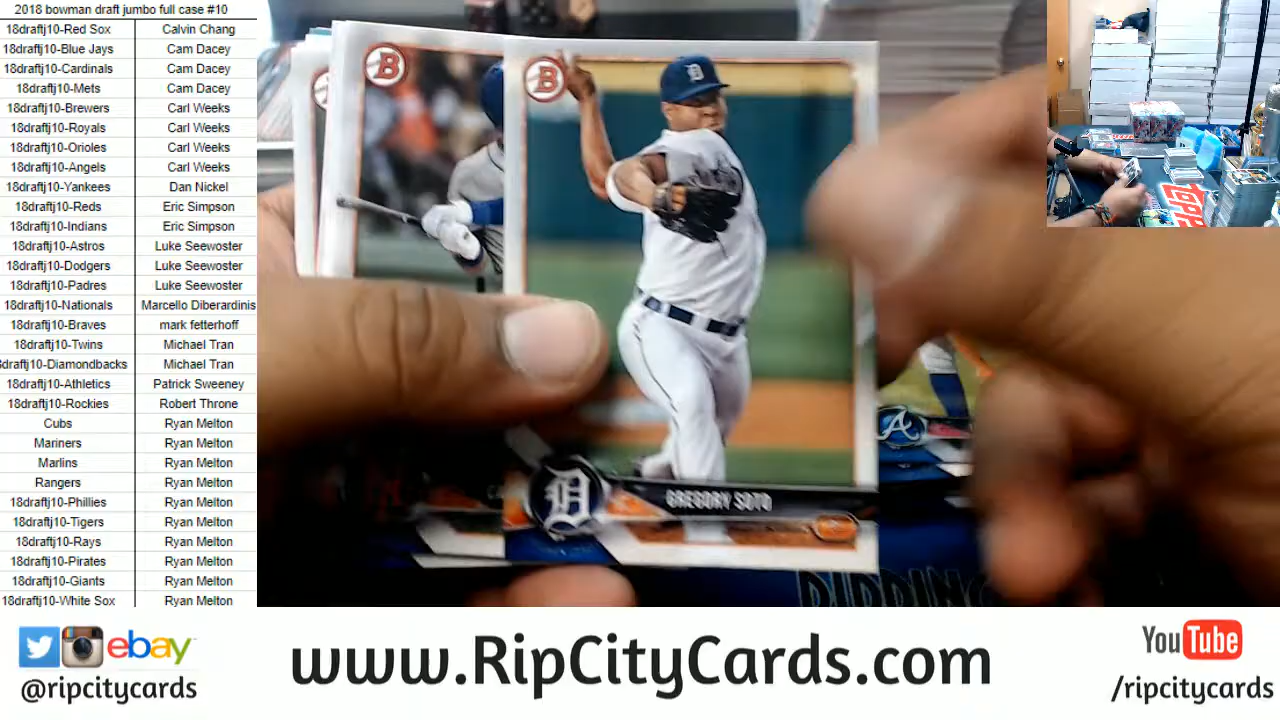 2018 bowman draft jumbo full case #10
18draftj10-Red Sox Calvin Chang
18draftj10-Blue Jays Cam Dacey
18draftj10-Cardinals Cam Dacey
18draftj10-Mets Cam Dacey
18draftj10-Brewers Carl Weeks
18draftj10-Royals Carl Weeks
18draftj10-Orioles Carl Weeks
18draftj10-Angels Carl Weeks
18draftj10-Yankees Dan Nickel
18draftj10-Reds Eric Simpson
18draftj10-Indians Eric Simpson
18draftj10-Astros Luke Seewoster
18draftj10-Dodgers Luke Seewoster
18draftj10-Padres Luke Seewoster
18draftj10-Nationals Marcello Diberardinis
18draftj10-Braves mark fetterhoff
18draftj10-Twins Michael Tran
8draftj10-Diamondbacks Michael Tran
18draftj10-Athletics Patrick Sweeney
18draftj10-Rockies Robert Throne
Cubs Ryan Melton
Mariners Ryan Melton
Marlins Ryan Melton
Rangers Ryan Melton
18draftj10-Phillies Ryan Melton
18draftj10-Tigers Ryan Melton
18draftj10-Rays Ryan Melton
18draftj10-Pirates Ryan Melton
18draftj10-Giants Ryan Melton
18draftj10-White Sox Ryan Melton
B
B
D
GREGORY SOTO
D
A
TOPPS
ebay
@ripcitycards
www.RipCityCards.com
YouTube
/ripcitycards